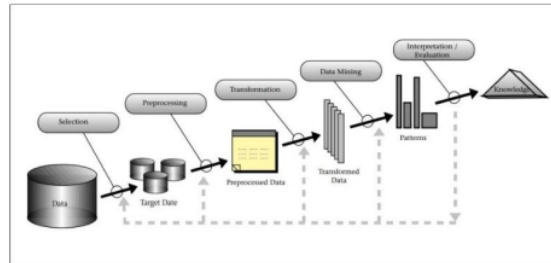 Interpretation /
Evaluation
Data Mining
Transformation
Preprocessing
Selection
Knowledge
Patterns
Transformed
Data
Preprocessed Data
Target Date
Data